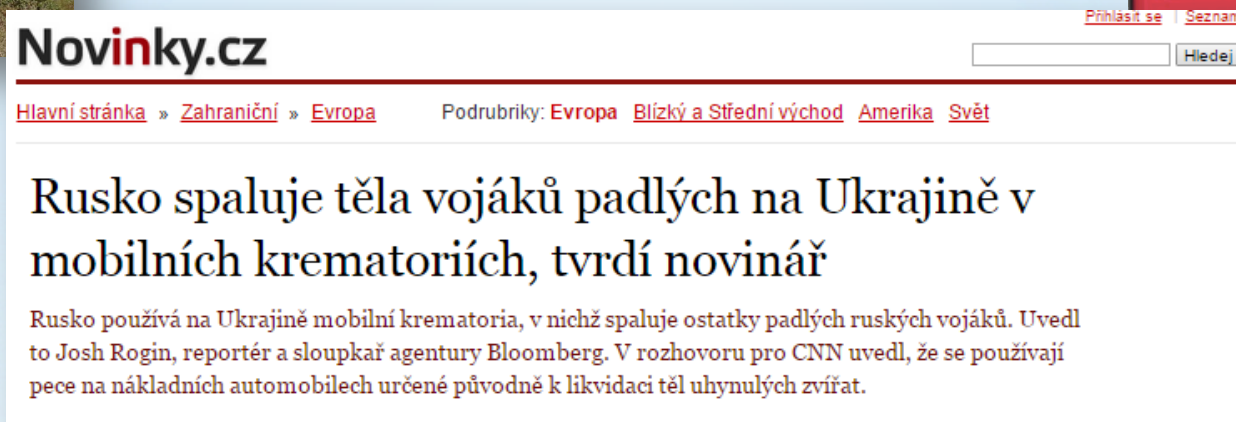 Přihlásit se | Seznam
Novinky.cz
Hledej
Hlavní stránka » Zahraniční » Evropa Podrubriky: Evropa Blízký a Střední východ Amerika Svět
Rusko spaluje těla vojáků padlých na Ukrajině v
mobilních krematoriích, tvrdí novinář
Rusko používá na Ukrajině mobilní krematoria, v nichž spaluje ostatky padlých ruských vojáků. Uvedl
to Josh Rogin, reportér a sloupkař agentury Bloomberg. V rozhovoru pro CNN uvedl, že se používají
pece na nákladních automobilech určené původně k likvidaci těl uhynulých zvířat.